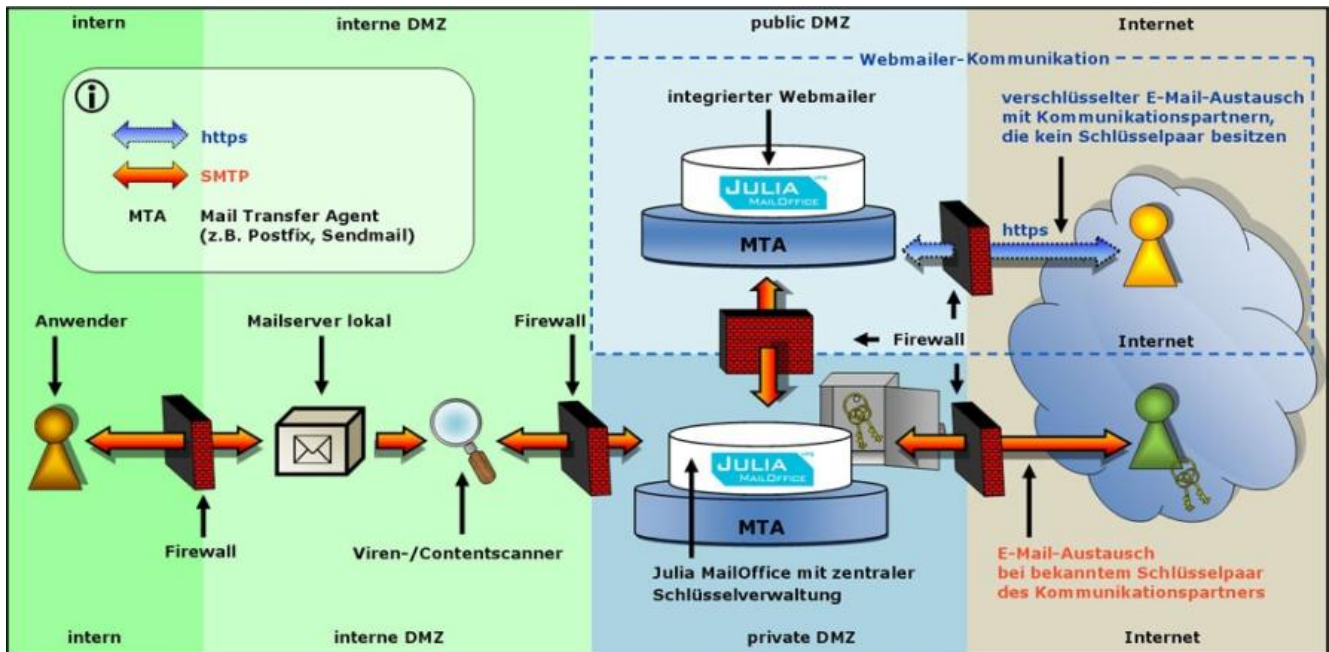 intern
interne DMZ
public DMZ
Internet
Webmailer-Kommunikation
https
SMTP
MTA
Mail Transfer Agent
(z.B. Postfix, Sendmail)
integrierter Webmailer
JULIA
MAILOFFICE
MTA
verschlüsselter E-Mail-Austausch
mit Kommunikationspartnern,
die kein Schlüsselpaar besitzen
https
Anwender
Mailserver lokal
Firewall
Firewall
Internet
Firewall
Viren-/Contentscanner
JULIA
MAILOFFICE
MTA
Julia MailOffice mit zentraler
Schlüsselverwaltung
E-Mail-Austausch
bei bekanntem Schlüsselpaar
des Kommunikationspartners
intern
interne DMZ
private DMZ
Internet